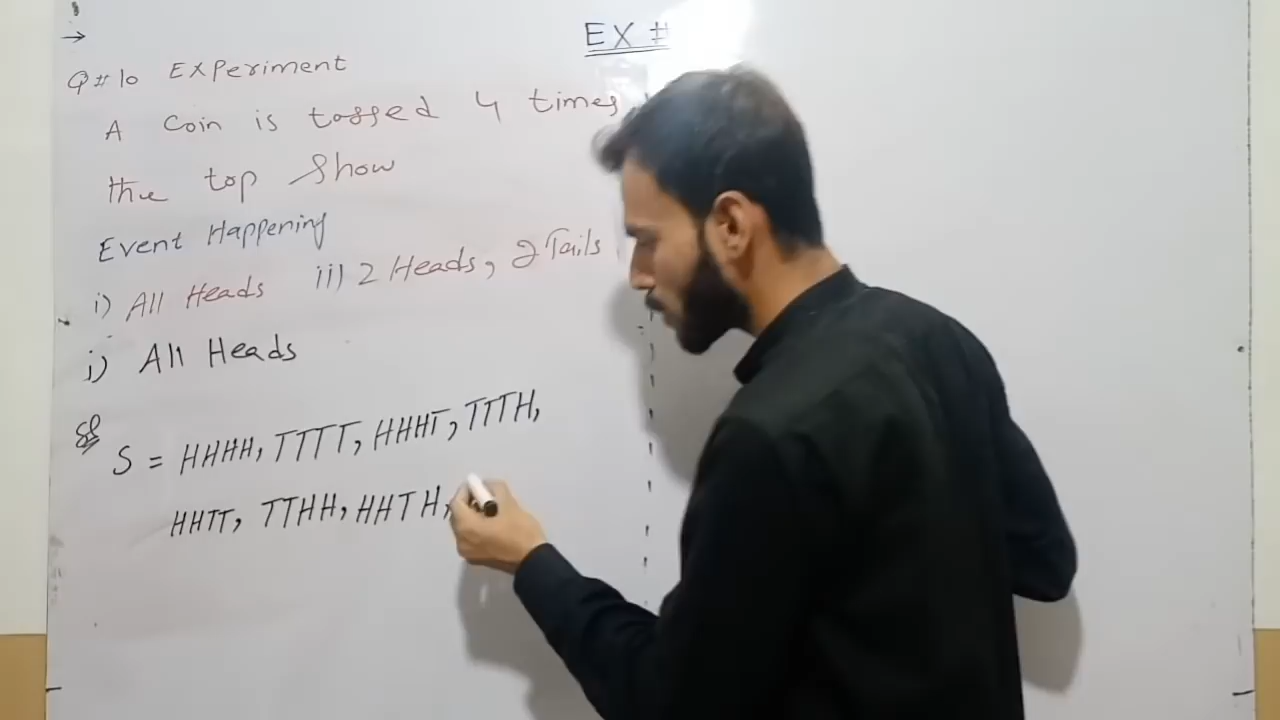 EX #
Q # 10 Experiment
A Coin is tossed 4 times,
the top Show
Event Happening
i) All Heads ii) 2 Heads, 2 Tails
i) All Heads
S = HHHH, TTTT, HHHT, TTTH,
HHTT, TTHH, HHTH,